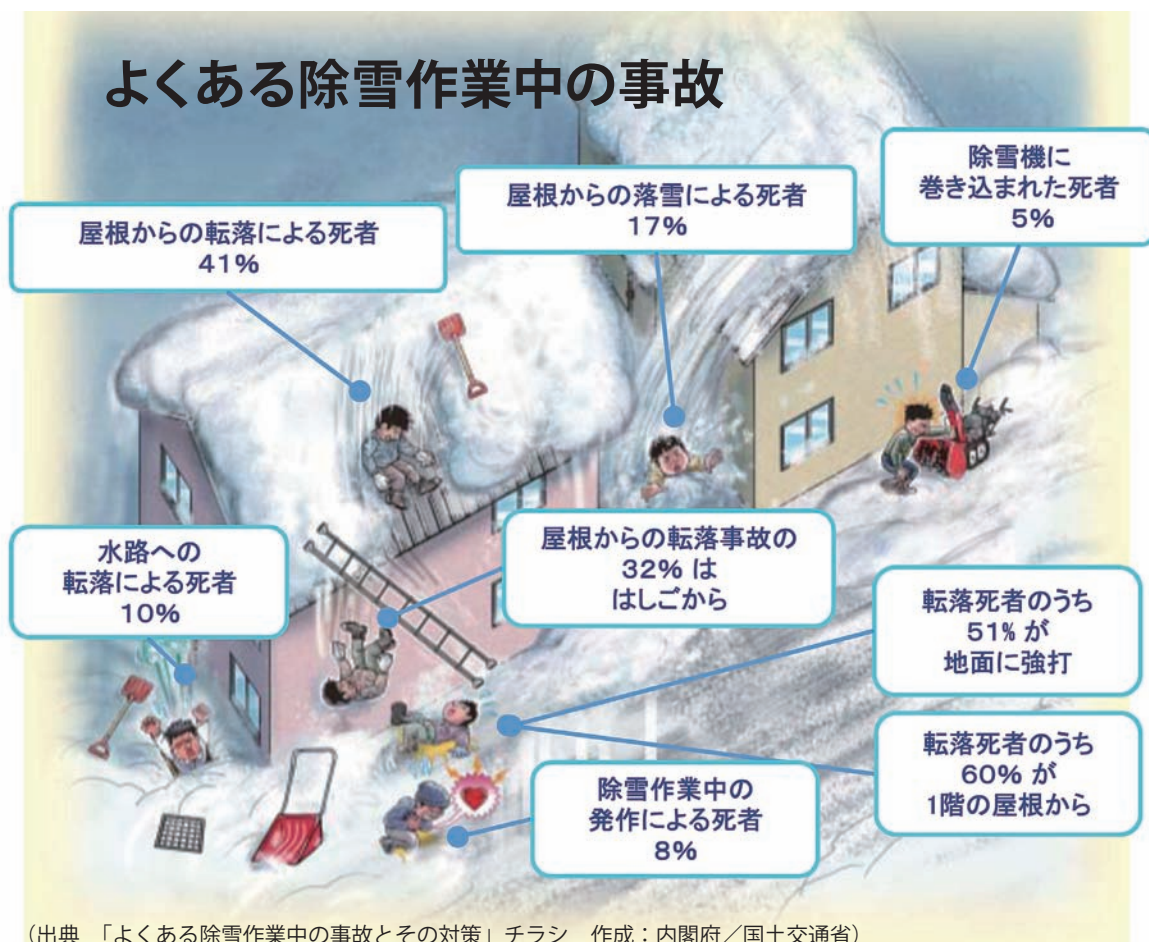 よくある除雪作業中の事故
除雪機に
巻き込まれた死者
5%
屋根からの落雪による死者
17%
屋根からの転落による死者
41%
水路への
転落による死者
10%
屋根からの転落事故の
32% は
はしごから
転落死者のうち
51% が
地面に強打
転落死者のうち
60% が
1階の屋根から
除雪作業中の
発作による死者
8%
(出典 「よくある除雪作業中の事故とその対策」チラシ 作成：内閣府／国土交通省)